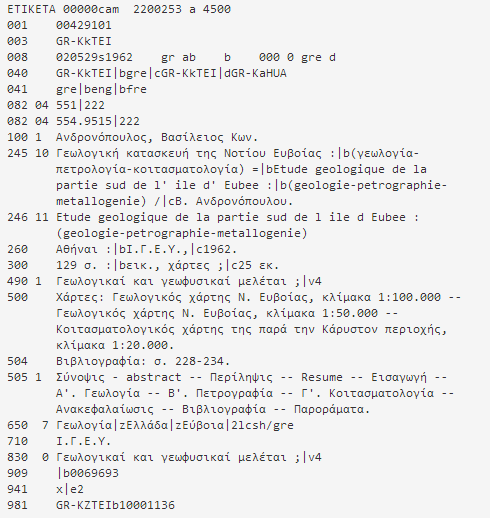 ETIKETA 00000cam  2200253 a 4500
001    00429101
003    GR-KkTEI
008    020529s1962    gr ab    b    000 0 gre d
040    GR-KkTEI|bgre|cGR-KkTEI|dGR-KaHUA
041    gre|beng|bfre
082 04 551|222
082 04 554.9515|222
100 1  Ανδρονόπουλος, Βασίλειος Κων.
245 10 Γεωλογική κατασκευή της Νοτίου Ευβοίας :|b(γεωλογία-
πετρολογία-κοιτασματολογία) =|bEtude geologique de la
partie sud de l' ile d' Eubee :|b(geologie-petrographie-
metallogenie) /|cΒ. Ανδρονόπουλου.
246 11 Etude geologique de la partie sud de l ile d Eubee :
(geologie-petrographie-metallogenie)
260    Αθήναι :|bΙ.Γ.Ε.Υ.,|c1962.
300    129 σ. :|bεικ., χάρτες ;|c25 εκ.
490 1  Γεωλογικαί και γεωφυσικαί μελέται ;|v4
500    Χάρτες: Γεωλογικός χάρτης Ν. Ευβοίας, κλίμακα 1:100.000 --
Γεωλογικός χάρτης Ν. Ευβοίας, κλίμακα 1:50.000 --
Κοιτασματολογικός χάρτης της παρά την Κάρυστον περιοχής,
κλίμακα 1:20.000.
504    Βιβλιογραφία: σ. 228-234.
505 1  Σύνοψις - abstract -- Περίληψις -- Resume -- Εισαγωγή --
Α'. Γεωλογία -- Β'. Πετρογραφία -- Γ'. Κοιτασματολογία --
Ανακεφαλαίωσις -- Βιβλιογραφία -- Παροράματα.
650  7 Γεωλογία|zΕλλάδα|zΕύβοια|2lcsh/gre
710    Ι.Γ.Ε.Υ.
830  0 Γεωλογικαί και γεωφυσικαί μελέται ;|v4
909    |b0069693
941    x|e2
981    GR-KZTEIb10001136